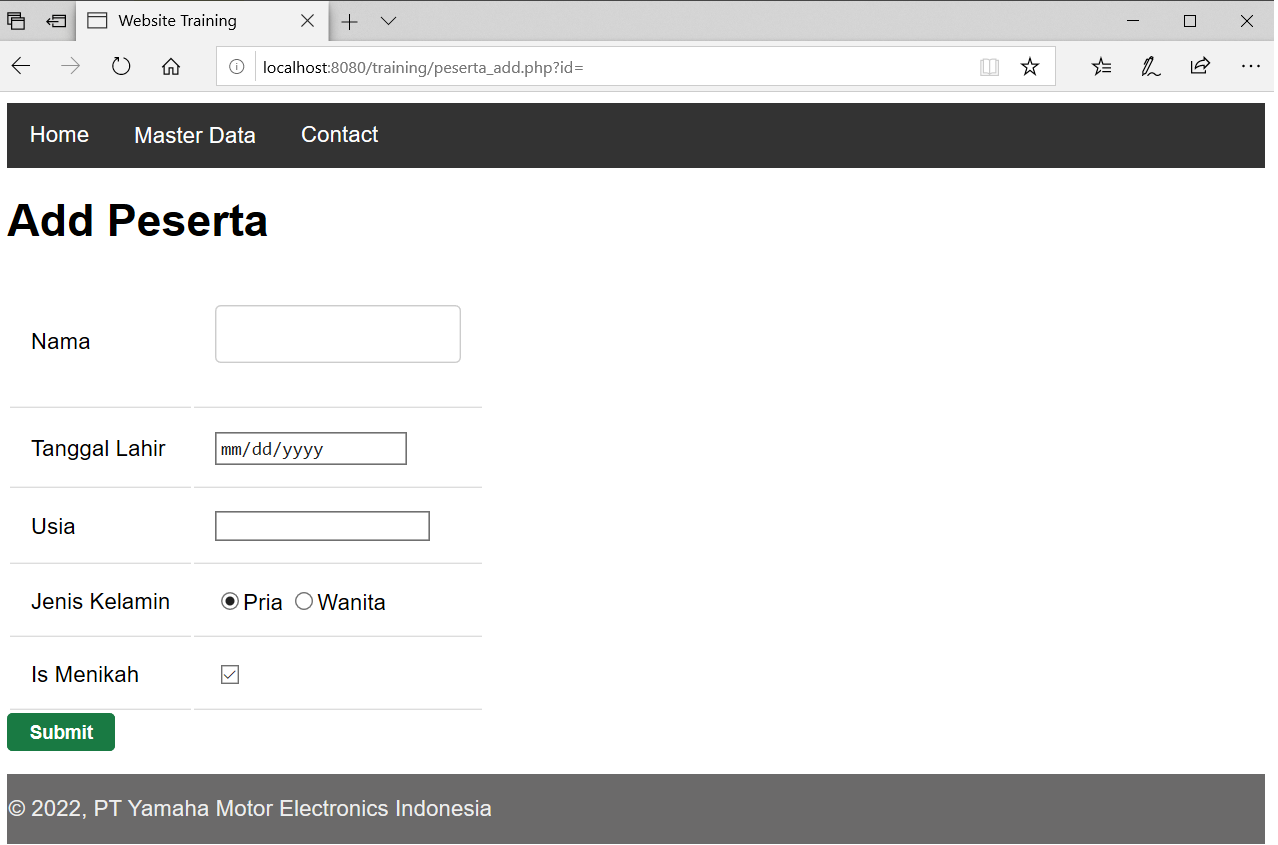 Website Training
localhost:8080/training/peserta_add.php?id=
Home Master Data Contact
Add Peserta
Nama
Tanggal Lahir mm/dd/yyyy
Usia
Jenis Kelamin Pria Wanita
Is Menikah
Submit
© 2022, PT Yamaha Motor Electronics Indonesia